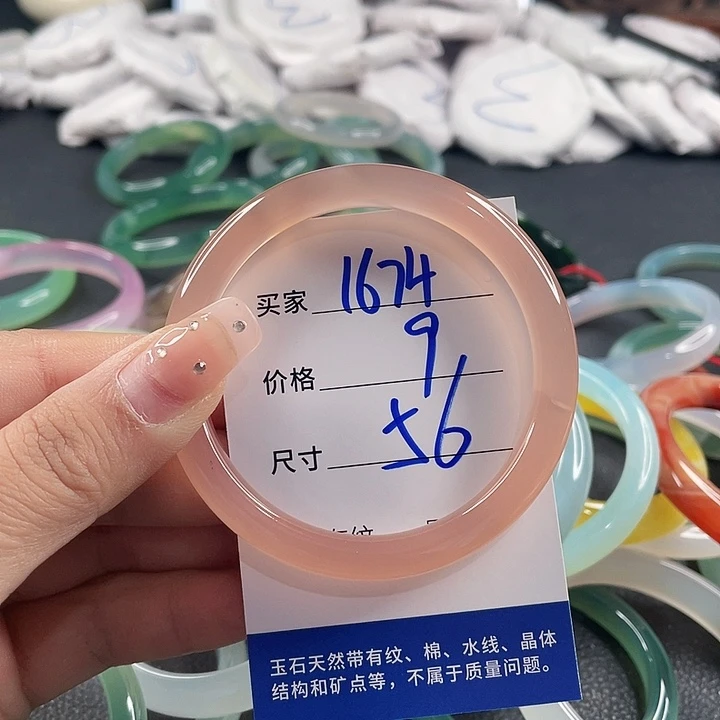 买家 1674
价格 9
尺寸 56
玉石天然带有纹、棉、水线、晶体
结构和矿点等，不属于质量问题。